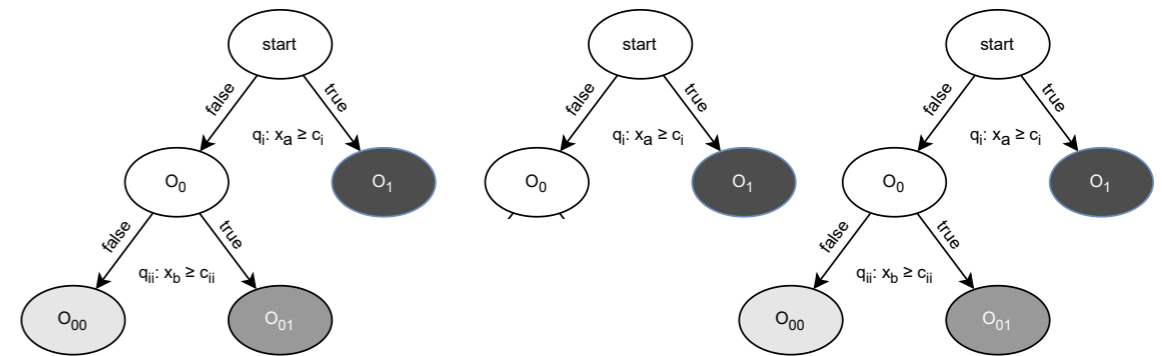 start
false
true
qi: xa ≥ ci
O0
O1
false
true
qii: xb ≥ cii
O00
O01
start
false
true
qi: xa ≥ ci
O0
O1
start
false
true
qi: xa ≥ ci
O0
O1
false
true
qii: xb ≥ cii
O00
O01